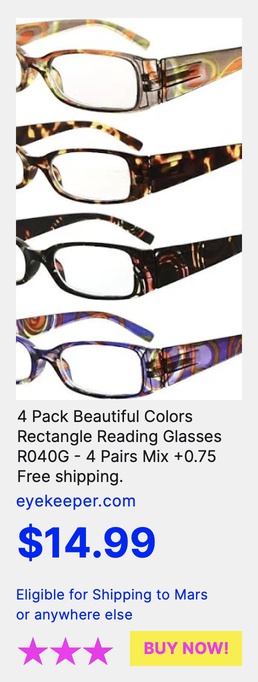 4 Pack Beautiful Colors
Rectangle Reading Glasses
R040G - 4 Pairs Mix +0.75
Free shipping.
eyekeeper.com
$14.99
Eligible for Shipping to Mars
or anywhere else
BUY NOW!